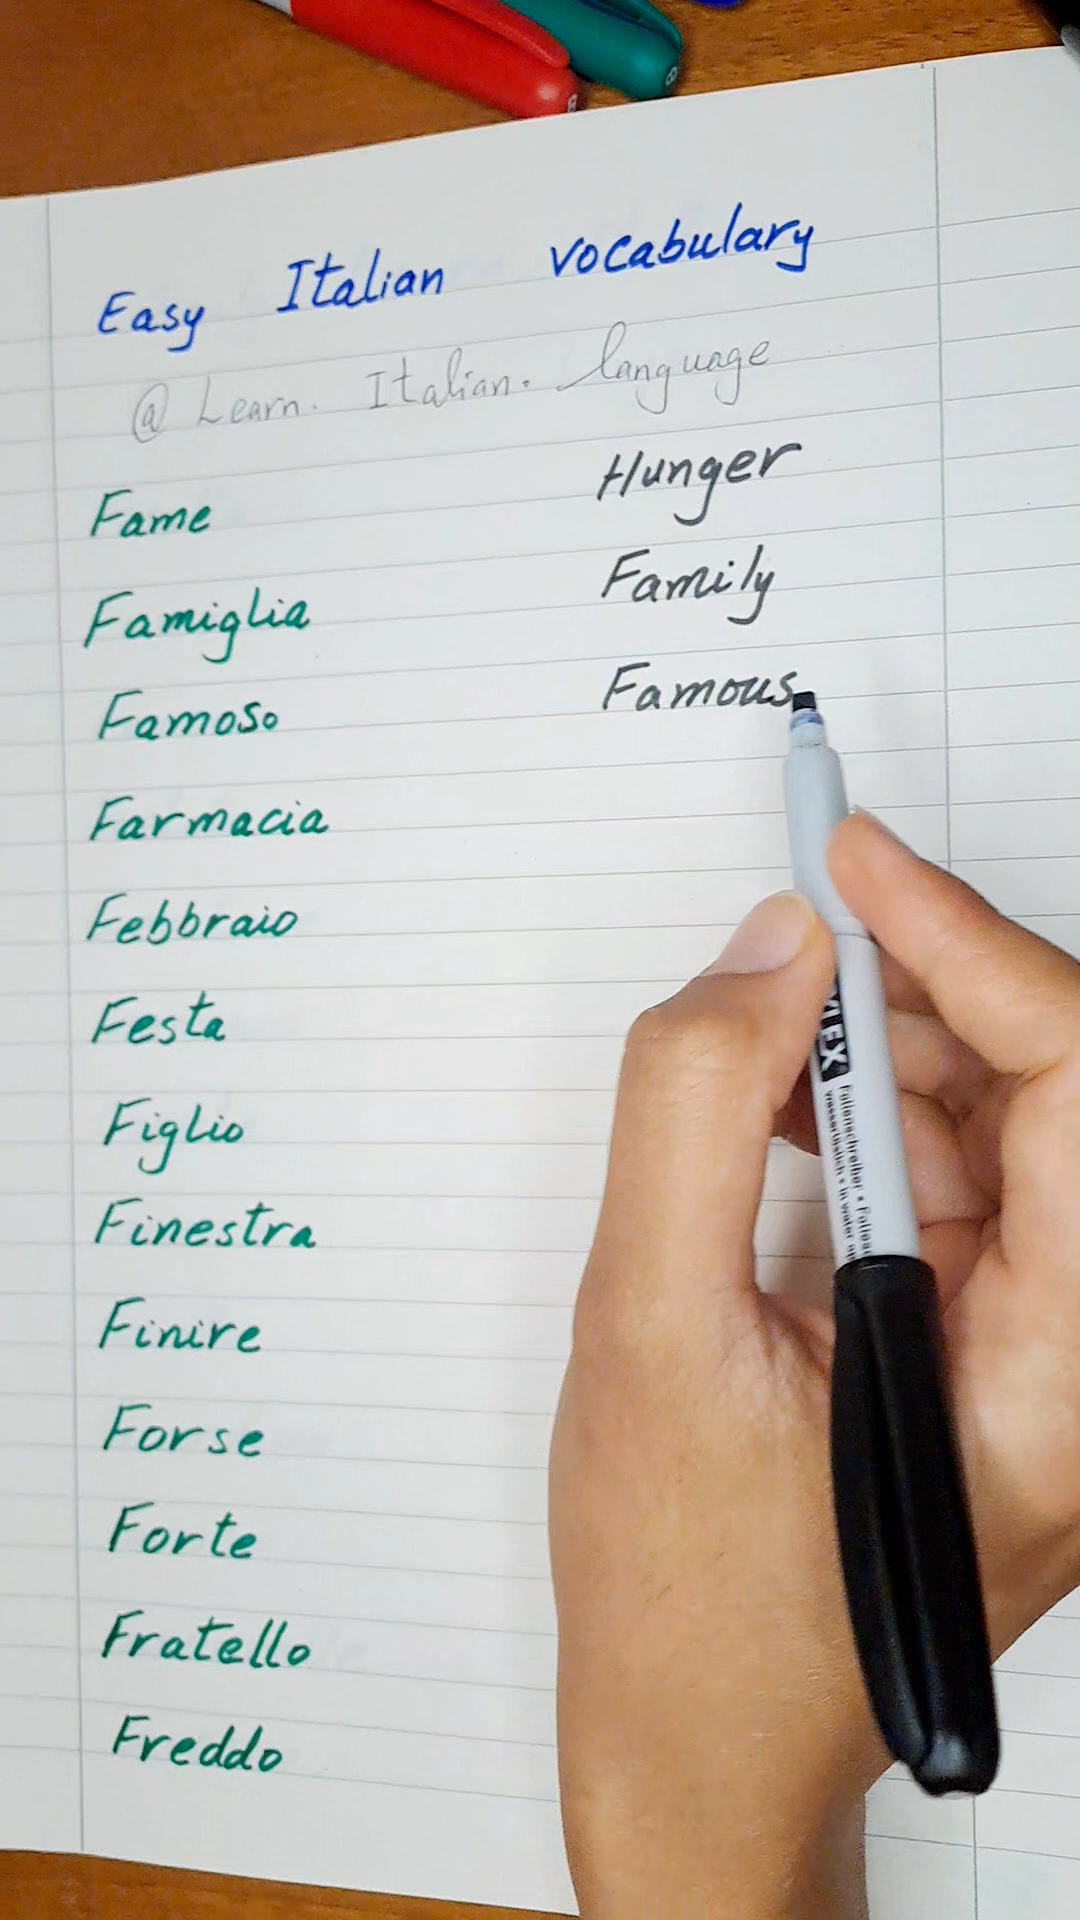 Easy Italian vocabulary
@ Learn. Italian. language
Fame Hunger
Famiglia Family
Famoso Famous
Farmacia
Febbraio
Festa
Figlio
Finestra
Finire
Forse
Forte
Fratello
Freddo